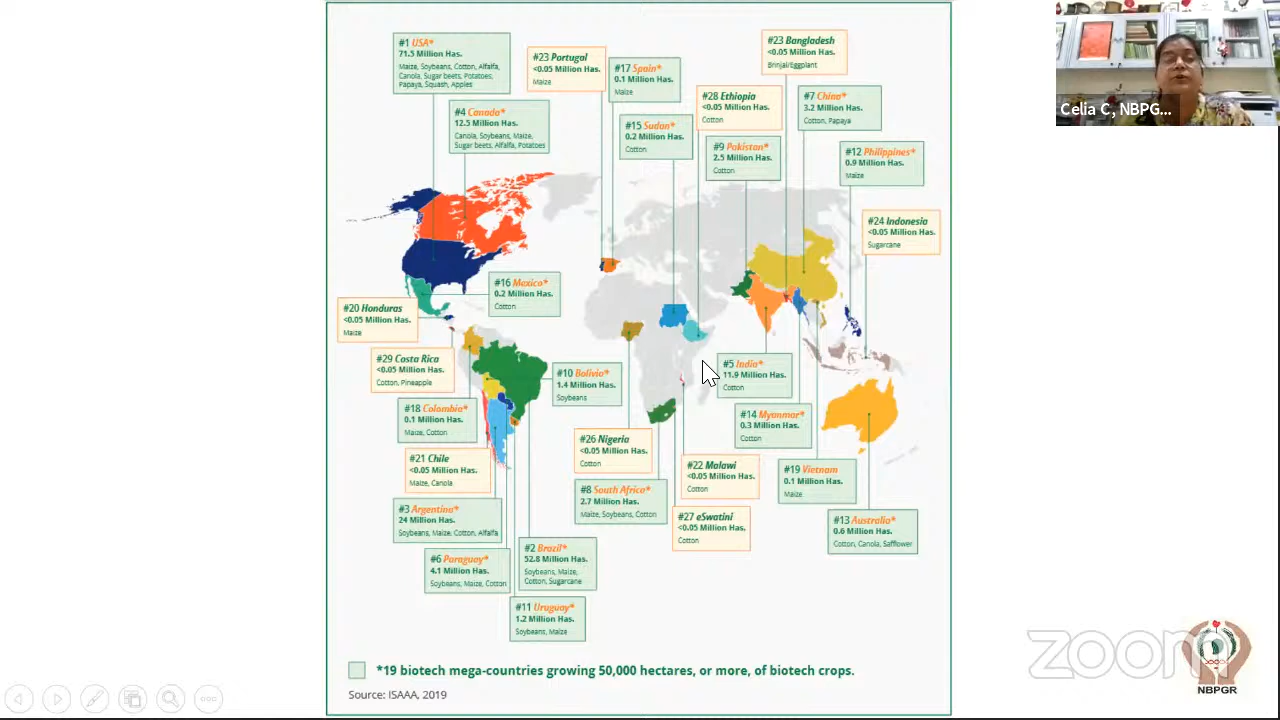 #1 USA*
71.5 Million Has.
Maize, Soybeans, Cotton, Alfalfa,
Canola, Sugar beets, Potatoes,
Papaya, Squash, Apples
#23 Portugal
<0.05 Million Has.
Maize
#17 Spain*
0.1 Million Has.
Maize
#23 Bangladesh
<0.05 Million Has.
Brinjal/Eggplant
#4 Canada*
12.5 Million Has.
Canola, Soybeans, Maize,
Sugar beets, Alfalfa, Potatoes
#15 Sudan*
0.2 Million Has.
Cotton
#28 Ethiopia
<0.05 Million Has.
Cotton
#7 China*
3.2 Million Has.
Cotton, Papaya
#9 Pakistan*
2.5 Million Has.
Cotton
#12 Philippines*
0.9 Million Has.
Maize
#24 Indonesia
<0.05 Million Has.
Sugarcane
#16 Mexico*
0.2 Million Has.
Cotton
#20 Honduras
<0.05 Million Has.
Maize
#29 Costa Rica
<0.05 Million Has.
Cotton, Pineapple
#10 Bolivia*
1.4 Million Has.
Soybeans
#5 India*
11.9 Million Has.
Cotton
#18 Colombia*
0.1 Million Has.
Maize, Cotton
#14 Myanmar*
0.3 Million Has.
Cotton
#26 Nigeria
<0.05 Million Has.
Cotton
#21 Chile
<0.05 Million Has.
Maize, Canola
#22 Malawi
<0.05 Million Has.
Cotton
#19 Vietnam
0.1 Million Has.
Maize
#8 South Africa*
2.7 Million Has.
Maize, Soybeans, Cotton
#3 Argentina*
24 Million Has.
Soybeans, Maize, Cotton, Alfalfa
#27 eSwatini
<0.05 Million Has.
Cotton
#13 Australia*
0.6 Million Has.
Cotton, Canola, Safflower
#6 Paraguay*
4.1 Million Has.
Soybeans, Maize, Cotton
#2 Brazil*
52.8 Million Has.
Soybeans, Maize,
Cotton, Sugarcane
#11 Uruguay*
1.2 Million Has.
Soybeans, Maize
*19 biotech mega-countries growing 50,000 hectares, or more, of biotech crops.
Source: ISAAA, 2019
Celia C, NBPG...
zoom
NBPGR